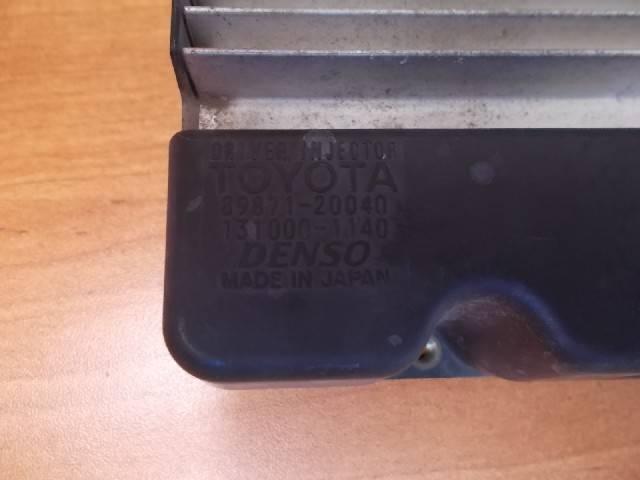 DRIVER, INJECTOR
TOYOTA
89871-20040
131000-1140
DENSO
MADE IN JAPAN